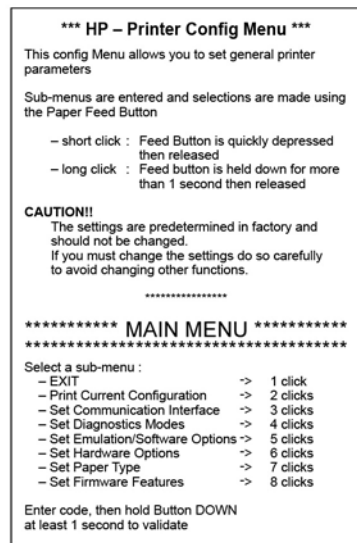 *** HP – Printer Config Menu ***
This config Menu allows you to set general printer
parameters
Sub-menus are entered and selections are made using
the Paper Feed Button
– short click : Feed Button is quickly depressed
then released
– long click : Feed button is held down for more
than 1 second then released
CAUTION!!
The settings are predetermined in factory and
should not be changed.
If you must change the settings do so carefully
to avoid changing other functions.
****************
*********** MAIN MENU ***********
**************************************
Select a sub-menu :
– EXIT -> 1 click
– Print Current Configuration -> 2 clicks
– Set Communication Interface -> 3 clicks
– Set Diagnostics Modes -> 4 clicks
– Set Emulation/Software Options -> 5 clicks
– Set Hardware Options -> 6 clicks
– Set Paper Type -> 7 clicks
– Set Firmware Features -> 8 clicks
Enter code, then hold Button DOWN
at least 1 second to validate